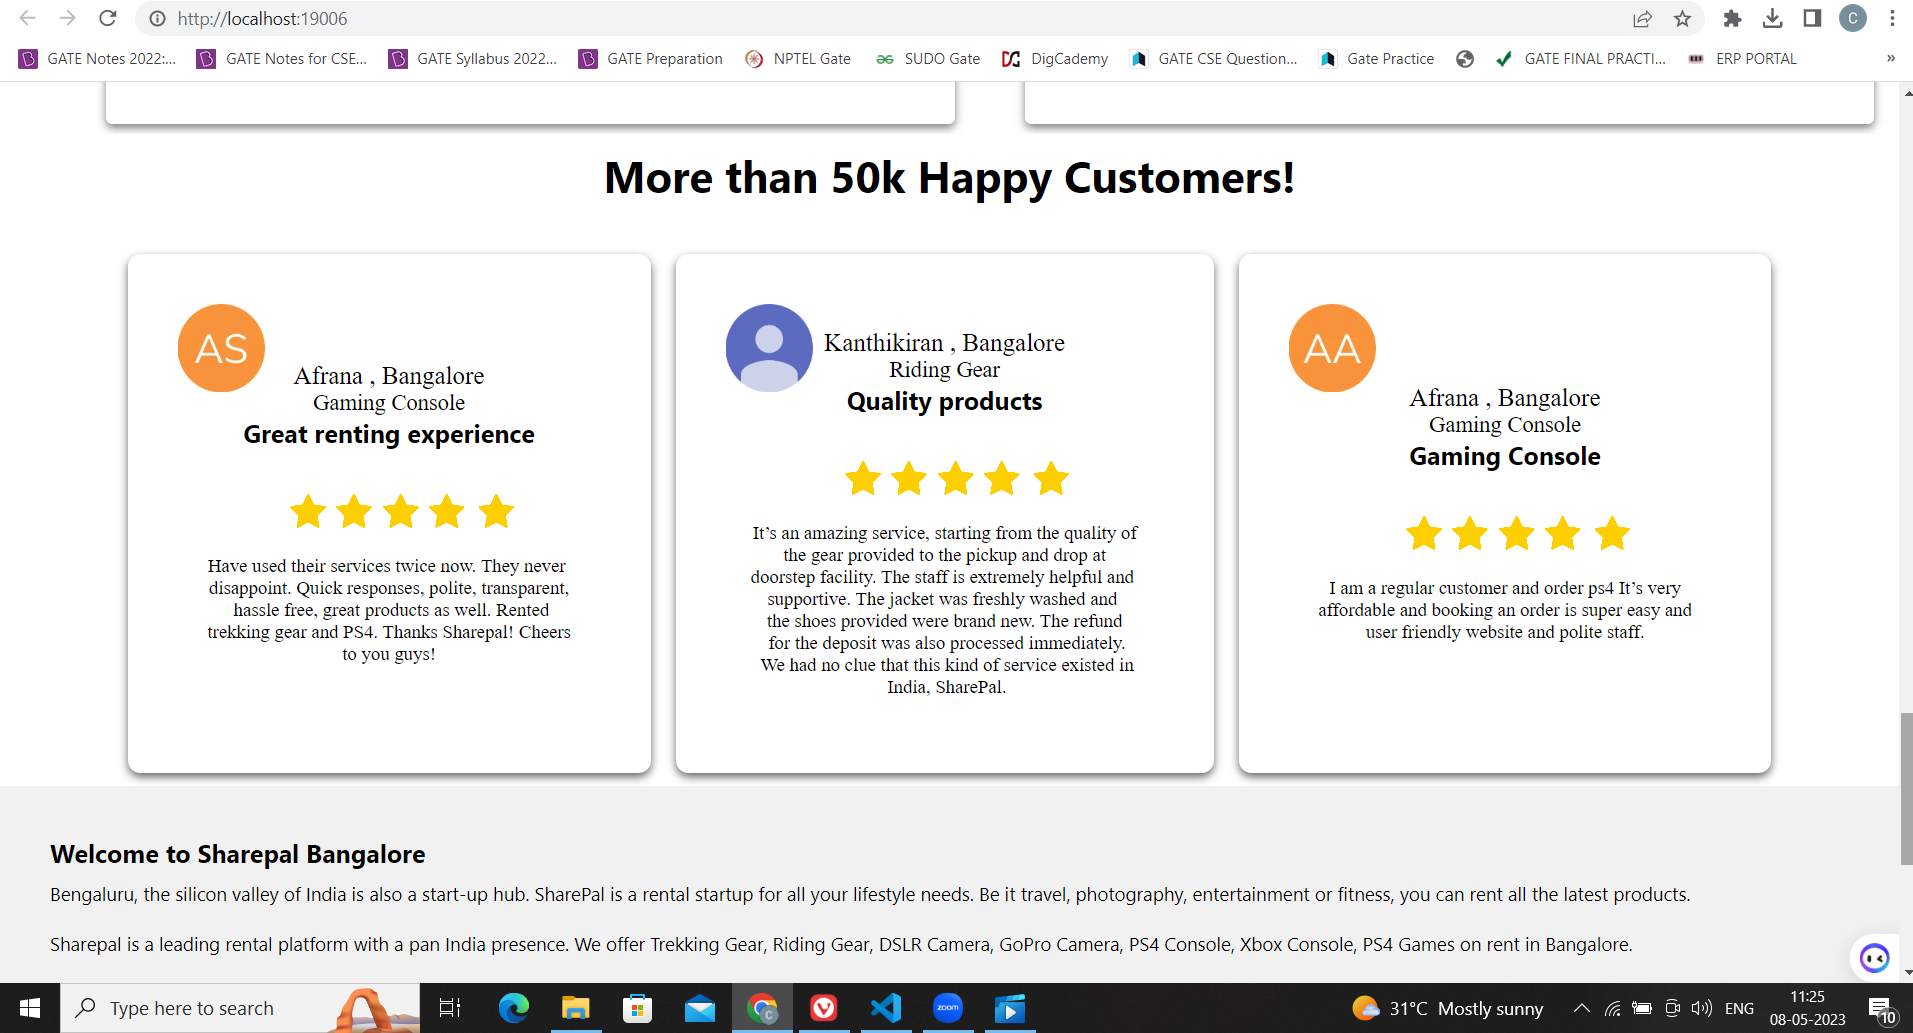 http://localhost:19006
C
GATE Notes 2022:...
GATE Notes for CSE...
GATE Syllabus 2022...
GATE Preparation
NPTEL Gate
SUDO Gate
DigCademy
GATE CSE Question...
Gate Practice
GATE FINAL PRACTI...
ERP PORTAL
»
More than 50k Happy Customers!
AS
Afrana , Bangalore
Gaming Console
Great renting experience
Have used their services twice now. They never
disappoint. Quick responses, polite, transparent,
hassle free, great products as well. Rented
trekking gear and PS4. Thanks Sharepal! Cheers
to you guys!
Kanthikiran , Bangalore
Riding Gear
Quality products
It’s an amazing service, starting from the quality of
the gear provided to the pickup and drop at
doorstep facility. The staff is extremely helpful and
supportive. The jacket was freshly washed and
the shoes provided were brand new. The refund
for the deposit was also processed immediately.
We had no clue that this kind of service existed in
India, SharePal.
AA
Afrana , Bangalore
Gaming Console
Gaming Console
I am a regular customer and order ps4 It’s very
affordable and booking an order is super easy and
user friendly website and polite staff.
Welcome to Sharepal Bangalore
Bengaluru, the silicon valley of India is also a start-up hub. SharePal is a rental startup for all your lifestyle needs. Be it travel, photography, entertainment or fitness, you can rent all the latest products.
Sharepal is a leading rental platform with a pan India presence. We offer Trekking Gear, Riding Gear, DSLR Camera, GoPro Camera, PS4 Console, Xbox Console, PS4 Games on rent in Bangalore.
Type here to search
C
zoom
31°C Mostly sunny
ENG
11:25
08-05-2023
10